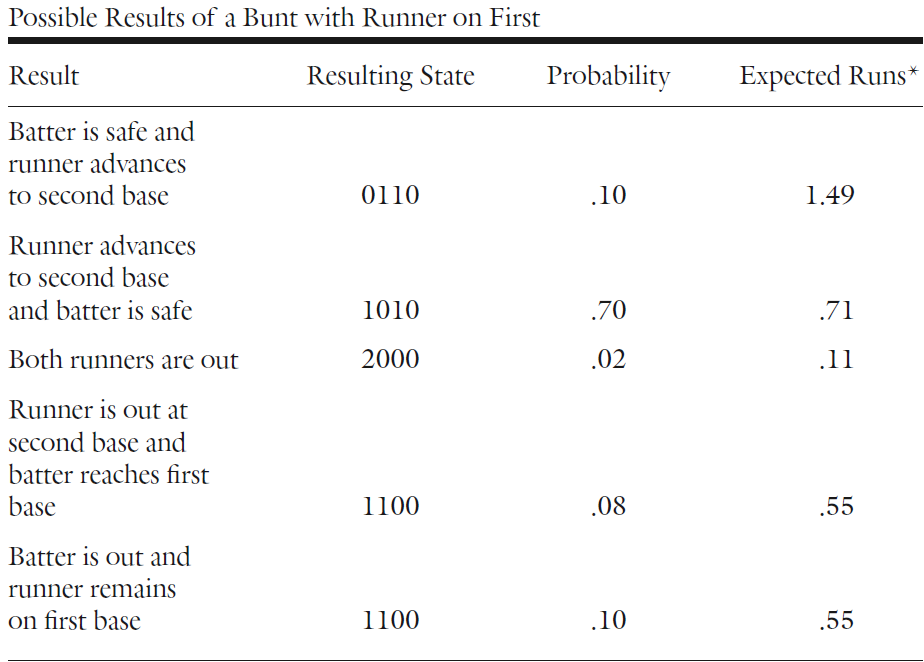 Possible Results of a Bunt with Runner on First
Result Resulting State Probability Expected Runs*
Batter is safe and
runner advances
to second base 0110 .10 1.49
Runner advances
to second base
and batter is safe 1010 .70 .71
Both runners are out 2000 .02 .11
Runner is out at
second base and
batter reaches first
base 1100 .08 .55
Batter is out and
runner remains
on first base 1100 .10 .55